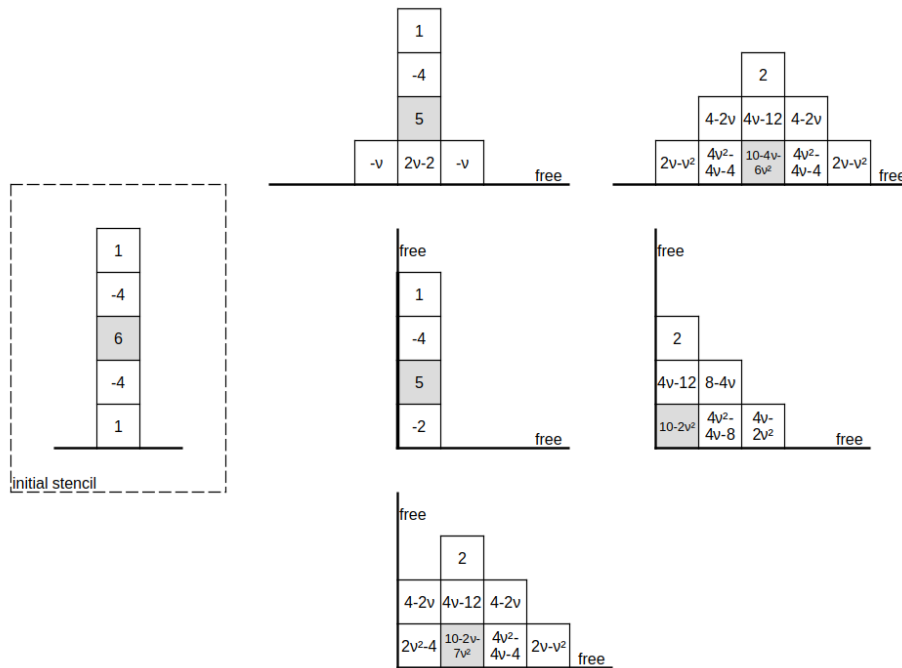 1
-4
5
-ν 2ν-2 -ν
free
2
4-2ν 4ν-12 4-2ν
2ν-ν² 4ν²-4ν-4 10-4ν-6ν² 4ν²-4ν-4 2ν-ν²
free
1
-4
6
-4
1
initial stencil
free
1
-4
5
-2
free
free
2
4ν-12 8-4ν
10-2ν² 4ν²-4ν-8 4ν-2ν²
free
free
2
4-2ν 4ν-12 4-2ν
2ν²-4 10-2ν-7ν² 4ν²-4ν-4 2ν-ν²
free